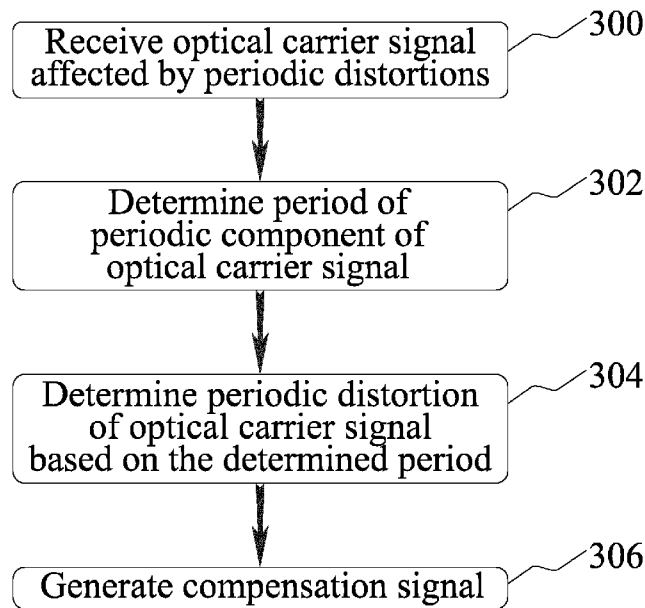 Receive optical carrier signal
affected by periodic distortions
300
Determine period of
periodic component of
optical carrier signal
302
Determine periodic distortion
of optical carrier signal
based on the determined period
304
Generate compensation signal
306